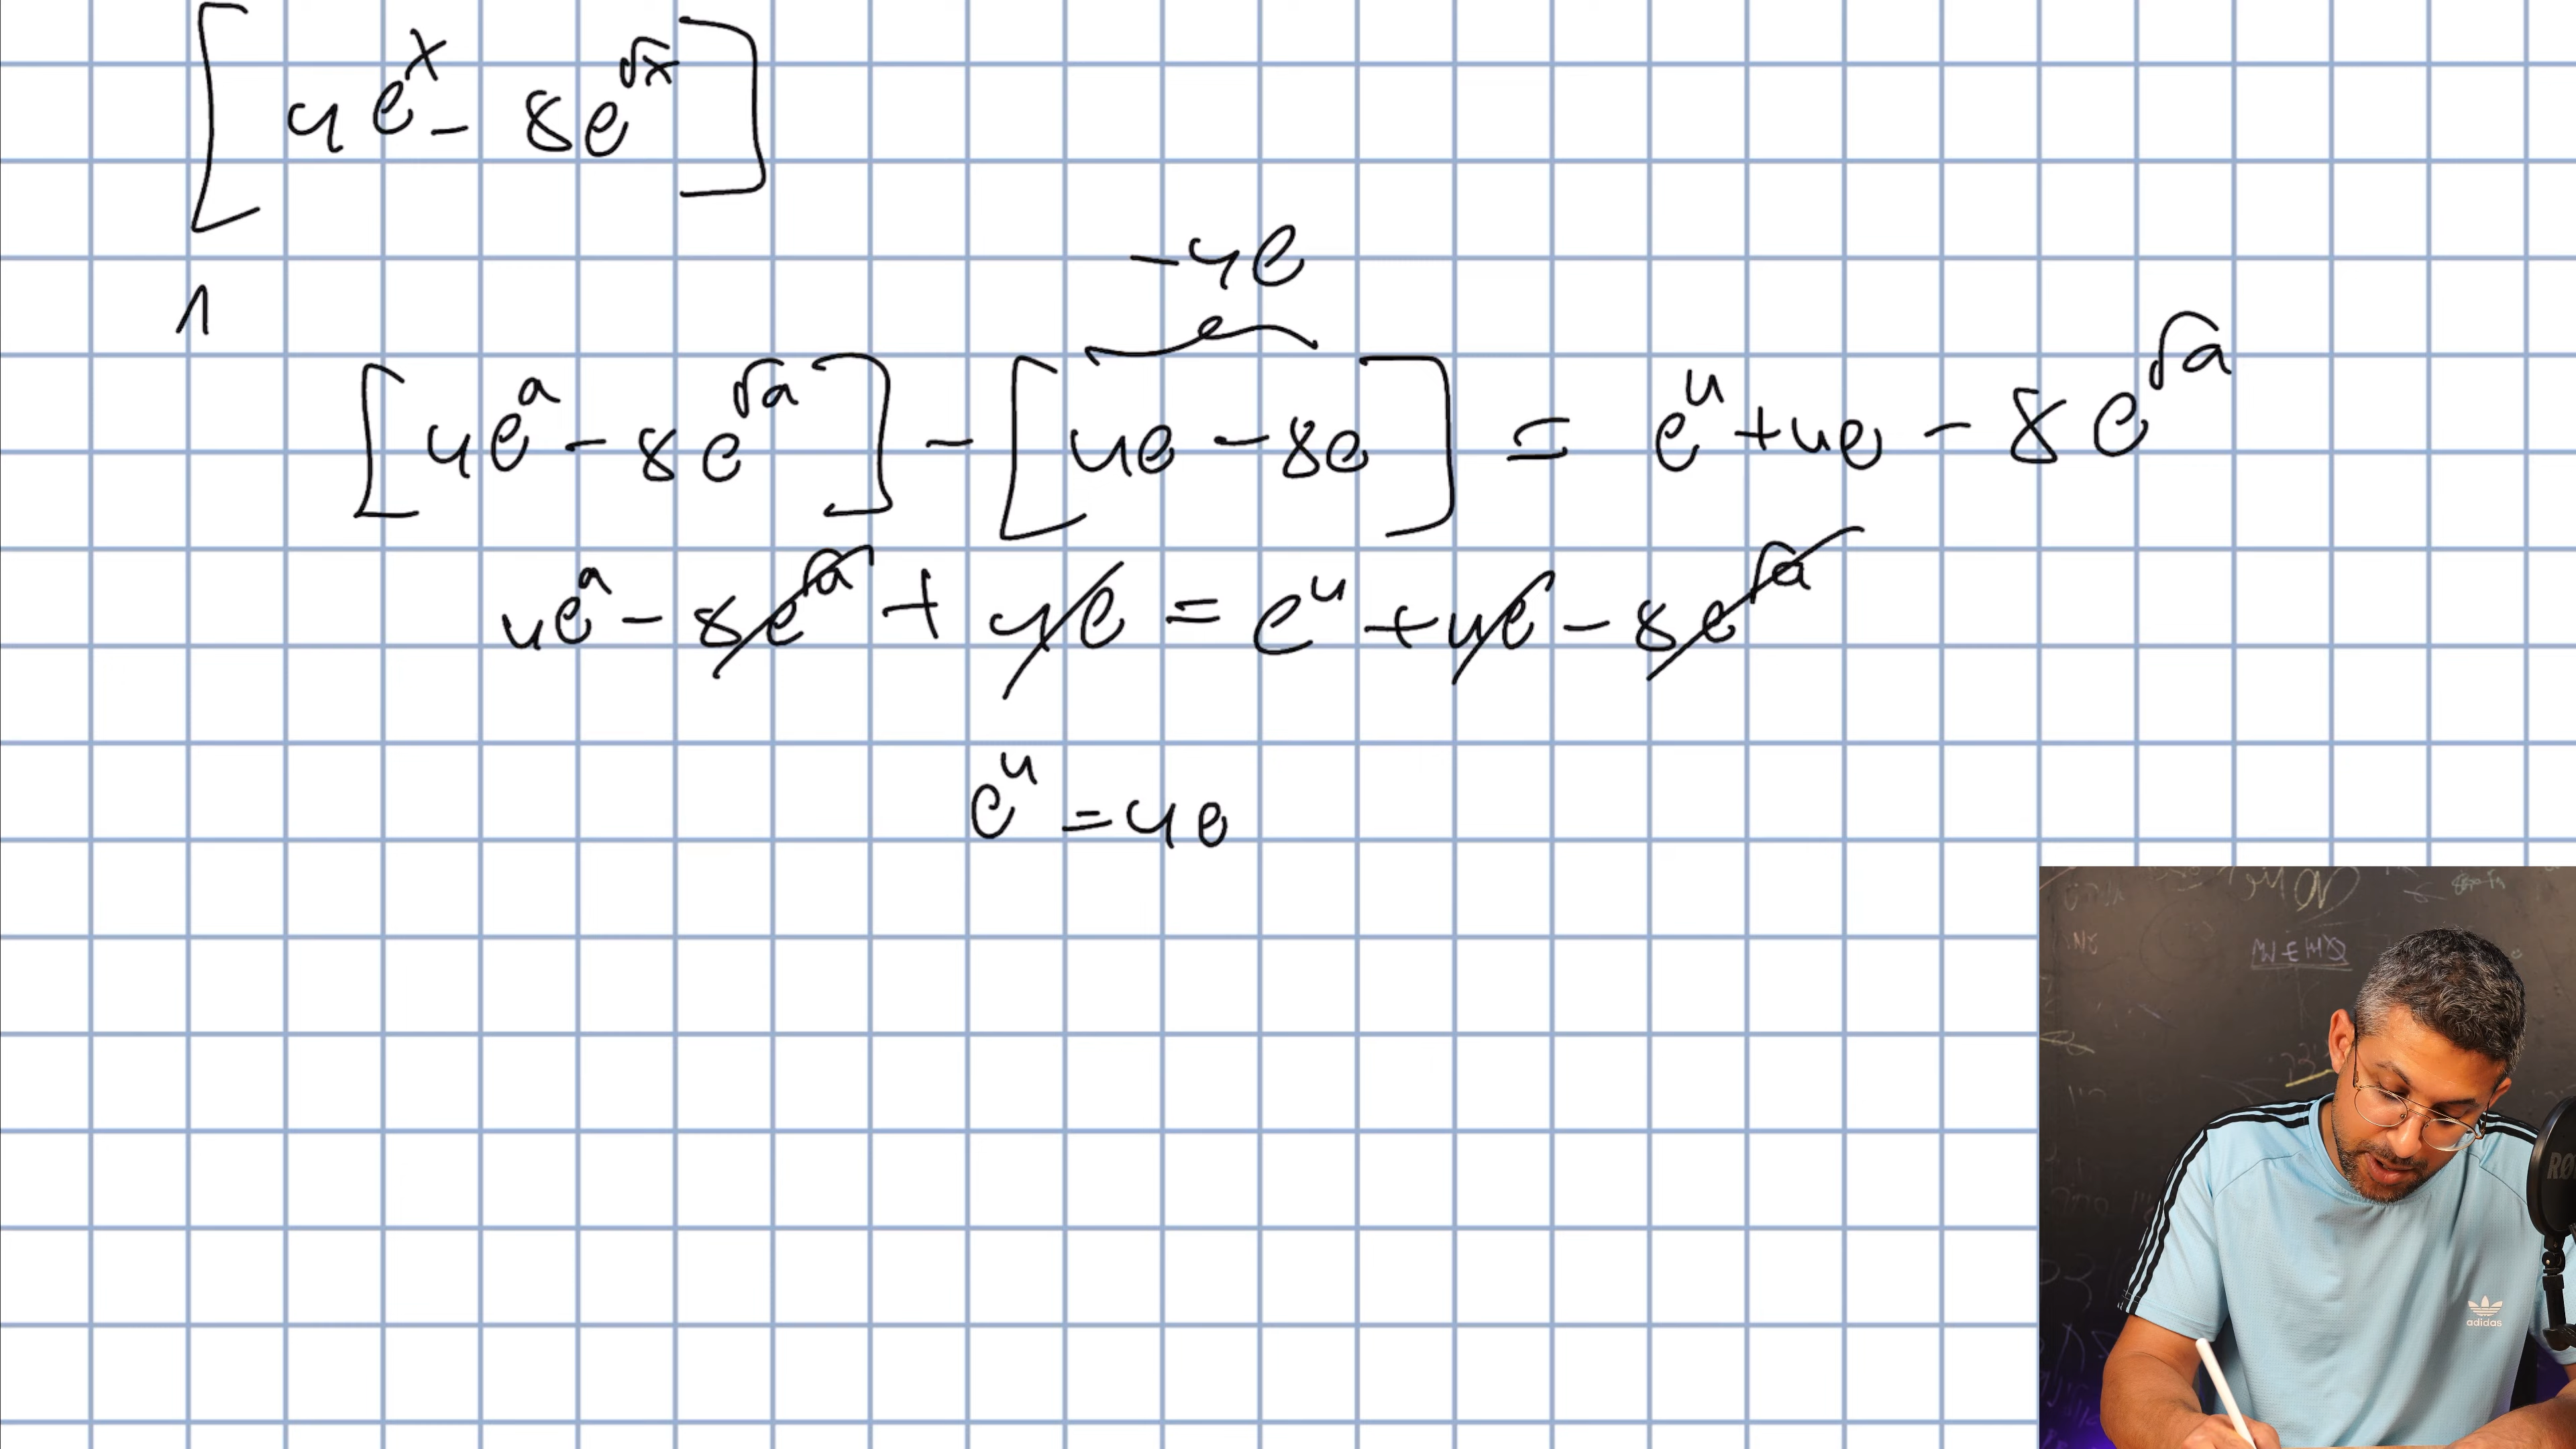 [4e^x - 8e^√x]
1
-4e
[4e^a - 8e^√a] - [4e - 8e] = e^4 + 4e - 8e^√a
4e^a - 8e^√a + 4e = e^4 + 4e - 8e^√a
e^4 = 4e
adidas